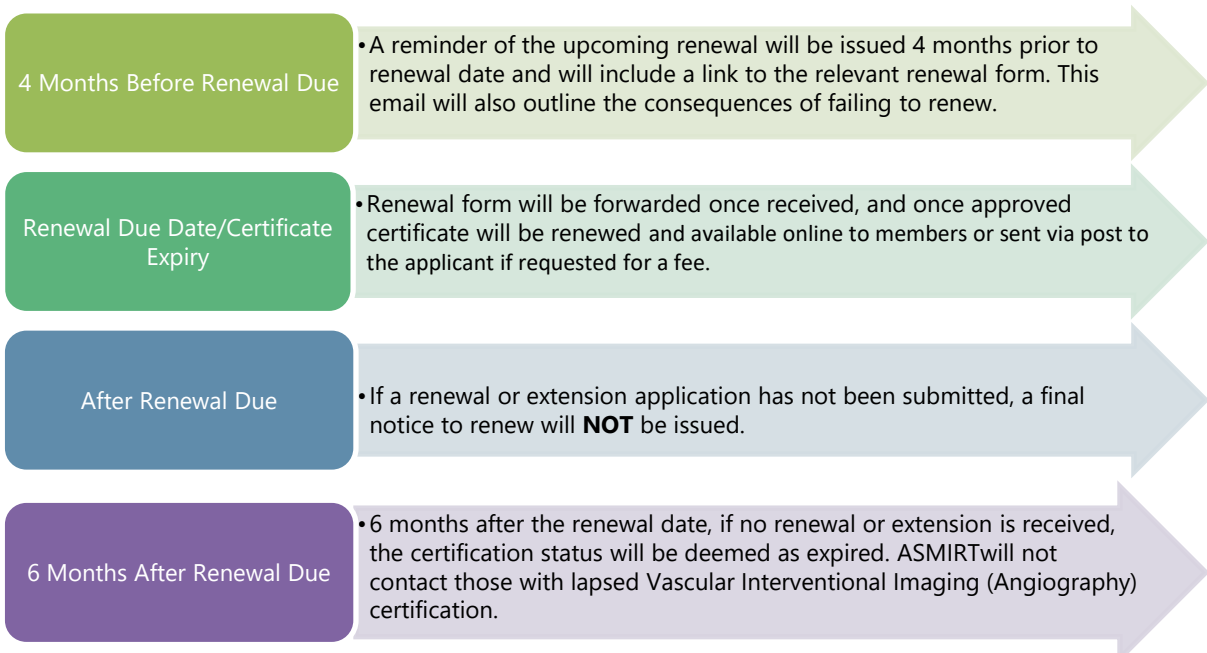 4 Months Before Renewal Due
•A reminder of the upcoming renewal will be issued 4 months prior to
renewal date and will include a link to the relevant renewal form. This
email will also outline the consequences of failing to renew.
Renewal Due Date/Certificate
Expiry
•Renewal form will be forwarded once received, and once approved
certificate will be renewed and available online to members or sent via post to
the applicant if requested for a fee.
After Renewal Due
•If a renewal or extension application has not been submitted, a final
notice to renew will NOT be issued.
6 Months After Renewal Due
•6 months after the renewal date, if no renewal or extension is received,
the certification status will be deemed as expired. ASMIRTwill not
contact those with lapsed Vascular Interventional Imaging (Angiography)
certification.